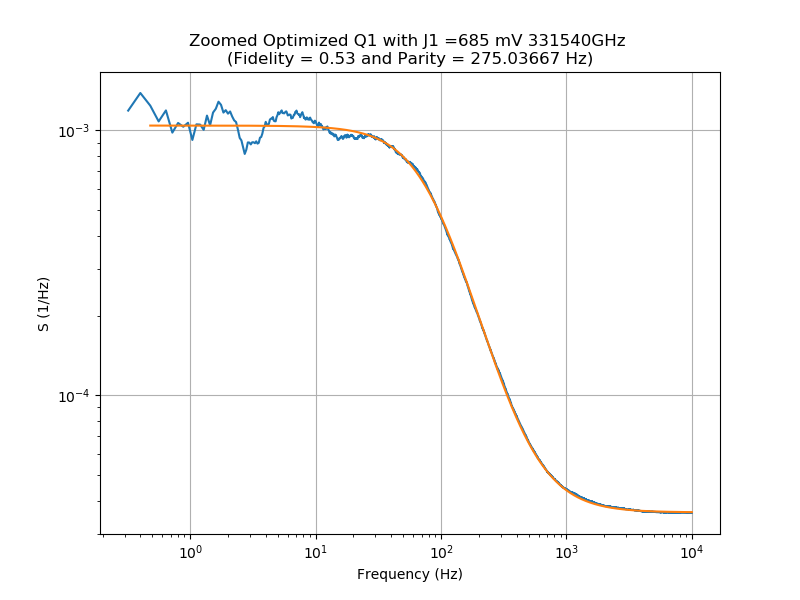 Zoomed Optimized Q1 with J1 =685 mV 331540GHz
(Fidelity = 0.53 and Parity = 275.03667 Hz)
10⁻³
10⁻⁴
S (1/Hz)
10⁰ 10¹ 10² 10³ 10⁴
Frequency (Hz)